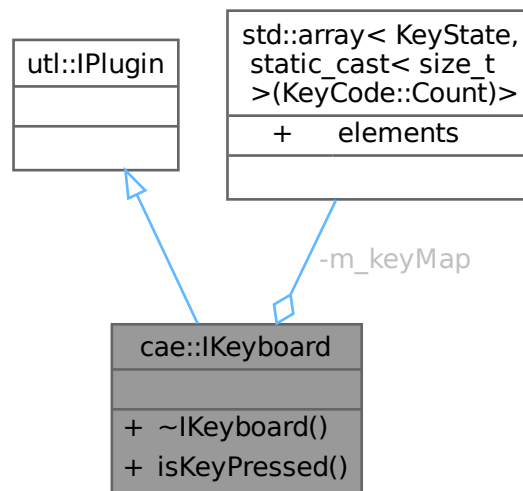 utl::IPlugin
std::array< KeyState,
static_cast< size_t
>(KeyCode::Count)>
+ elements
-m_keyMap
cae::IKeyboard
+ ~IKeyboard()
+ isKeyPressed()